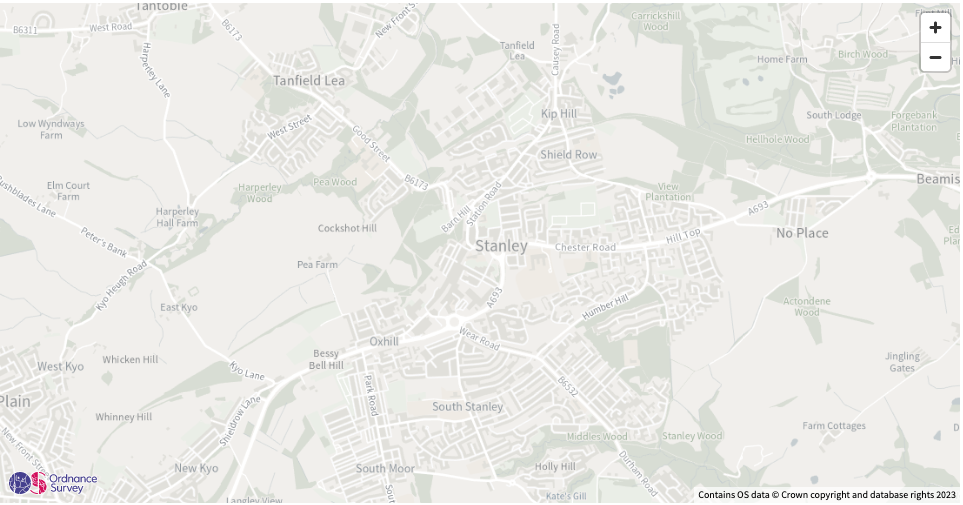 Tantobie
B6311
West Road
B6173
New Front S
Harperley Lane
Tanfield
Lea
Causey Road
Carrickshill
Wood
Home Farm
Birch Wood
+
−
Tanfield Lea
Kip Hill
South Lodge
Forgebank
Plantation
Low Wyndways
Farm
West Street
Good Street
Hellhole Wood
Shield Row
Elm Court
Farm
Harperley
Wood
Pea Wood
B6173
Station Road
View
Plantation
Beamis
Bushblades Lane
Harperley
Hall Farm
Barn Hill
A693
Cockshot Hill
Stanley
Chester Road
Hill Top
No Place
Peter's Bank
Pea Farm
Kyo Heugh Road
East Kyo
A693
Humber Hill
Actondene
Wood
Oxhill
Wear Road
Whicken Hill
Bessy
Bell Hill
Jingling
Gates
West Kyo
Kyo Lane
Park Road
B6532
Plain
Whinney Hill
Shieldrow Lane
South Stanley
Farm Cottages
Middles Wood
Stanley Wood
New Front St
New Kyo
South Moor
Holly Hill
Durham Road
Ordnance
Survey
Langley View
Sout
Kate's Gill
Contains OS data © Crown copyright and database rights 2023